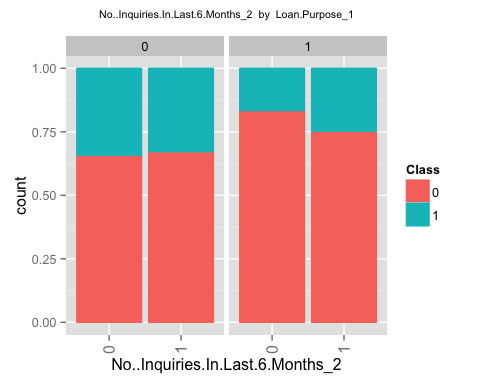 No..Inquiries.In.Last.6.Months_2 by Loan.Purpose_1
0 1
1.00
0.75
0.50
0.25
0.00
count
0 1 0 1
No..Inquiries.In.Last.6.Months_2
Class
0
1